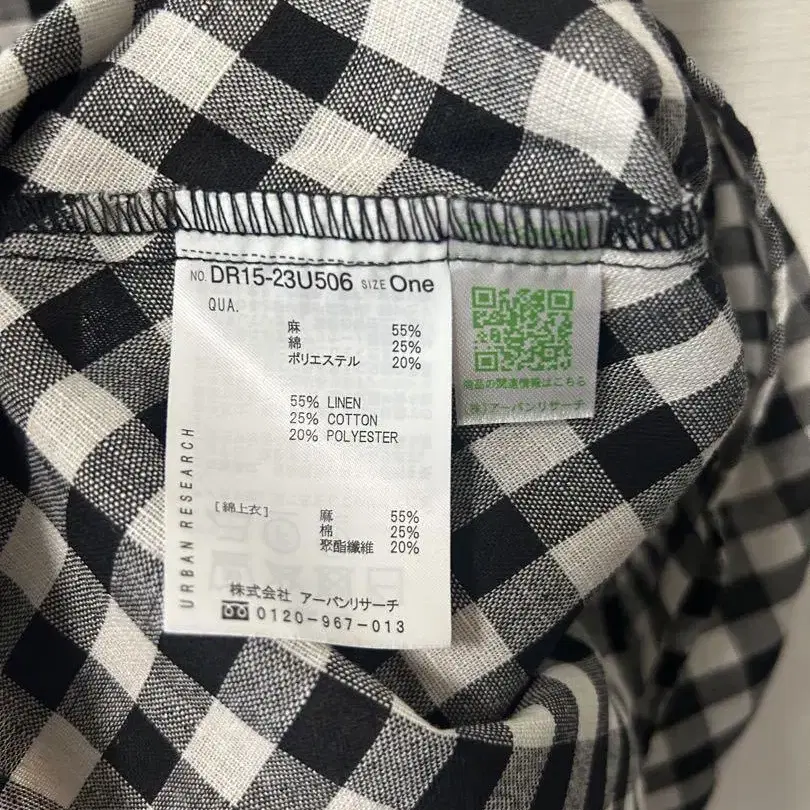 NO. DR15-23U506 SIZE One
QUA.
麻 55%
綿 25%
ポリエステル 20%
55% LINEN
25% COTTON
20% POLYESTER
URBAN RESEARCH
[綿上衣] 麻 55%
棉 25%
聚酯纖維 20%
株式会社 アーバンリサーチ
0120-967-013
商品の関連情報はこちら
(株)アーバンリサーチ